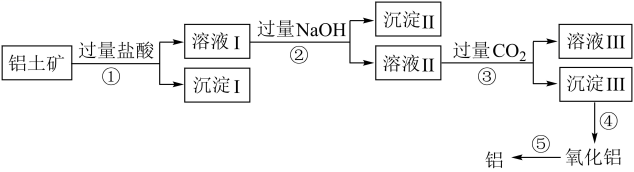 铝土矿
过量盐酸
①
溶液Ⅰ
沉淀Ⅰ
过量NaOH
②
沉淀Ⅱ
溶液Ⅱ
过量CO₂
③
溶液Ⅲ
沉淀Ⅲ
④
氧化铝
⑤
铝